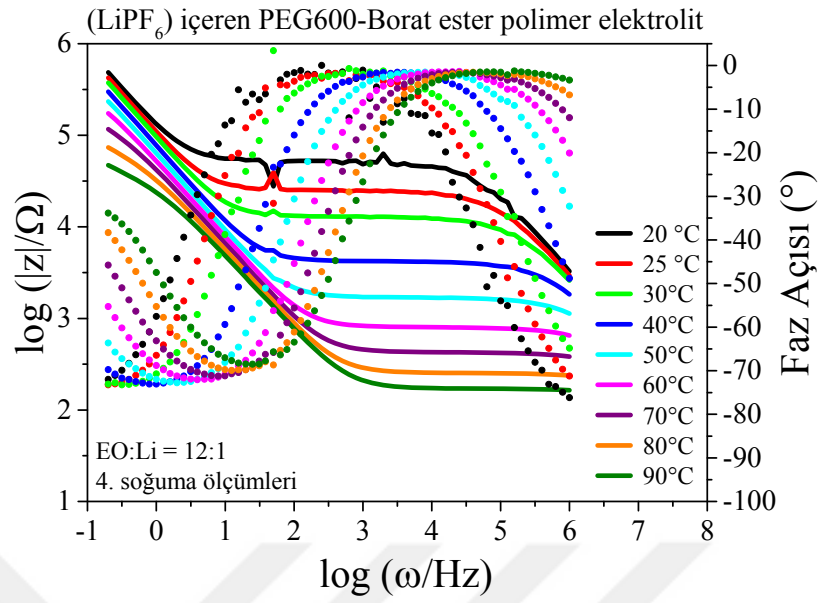 (LiPF6) içeren PEG600-Borat ester polimer elektrolit
6
5
4
3
2
1
log (|z|/Ω)
0
-10
-20
-30
-40
-50
-60
-70
-80
-90
-100
Faz Açısı (°)
20 °C
25 °C
30°C
40°C
50°C
60°C
70°C
80°C
90°C
EO:Li = 12:1
4. soğuma ölçümleri
-1 0 1 2 3 4 5 6 7 8
log (ω/Hz)